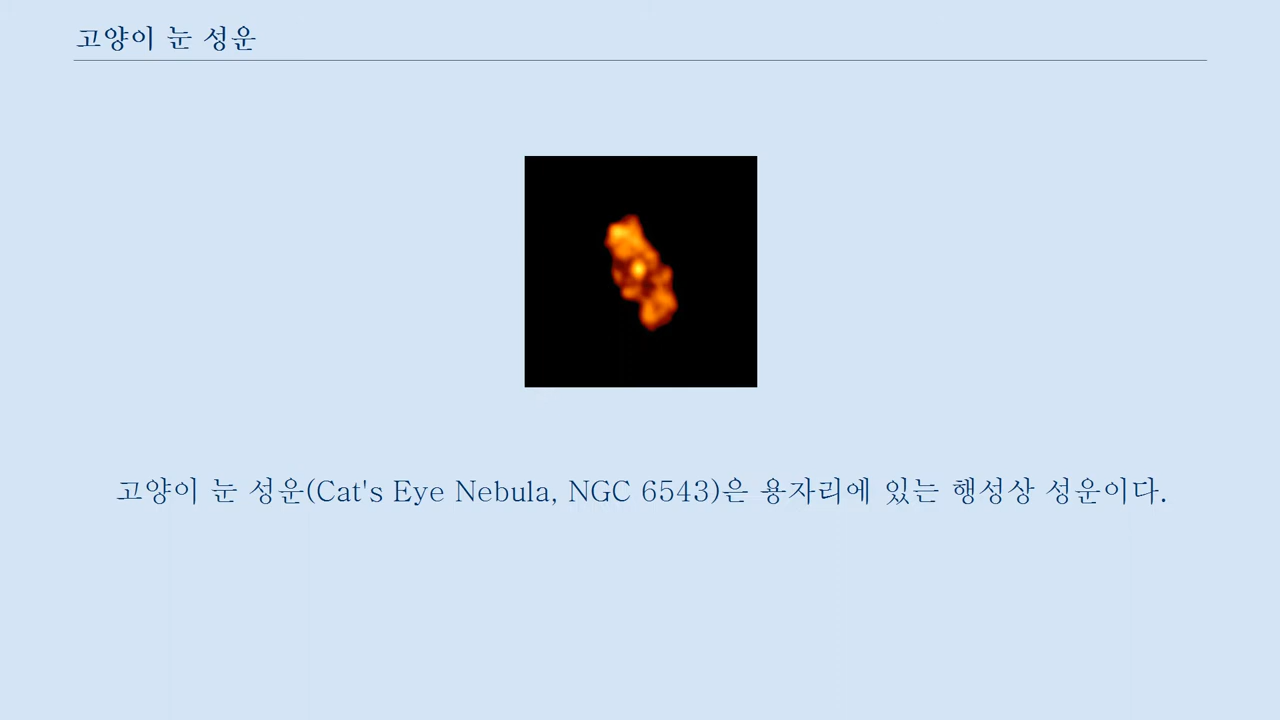 고양이 눈 성운
고양이 눈 성운(Cat's Eye Nebula, NGC 6543)은 용자리에 있는 행성상 성운이다.